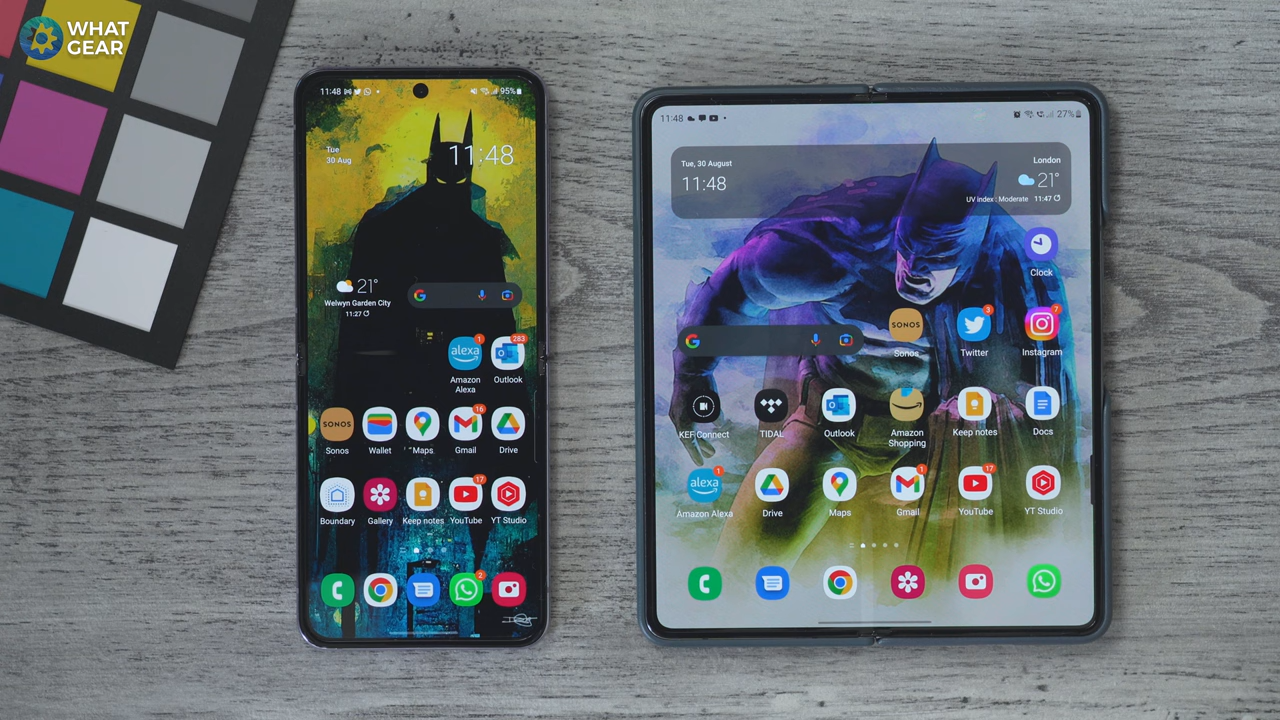 WHAT
GEAR
11:48
95%
Tue
30 Aug
11:48
21°
Welwyn Garden City
11:27
alexa
1
283
Amazon
Alexa
Outlook
SONOS
16
Sonos
Wallet
Maps
Gmail
Drive
17
Boundary
Gallery
Keep notes
YouTube
YT Studio
2
11:48
27%
Tue, 30 August
11:48
London
21°
UV index : Moderate
11:47
Clock
SONOS
3
7
Sonos
Twitter
Instagram
KEF Connect
TIDAL
Outlook
Amazon
Shopping
Keep notes
Docs
alexa
1
1
17
Amazon Alexa
Drive
Maps
Gmail
YouTube
YT Studio